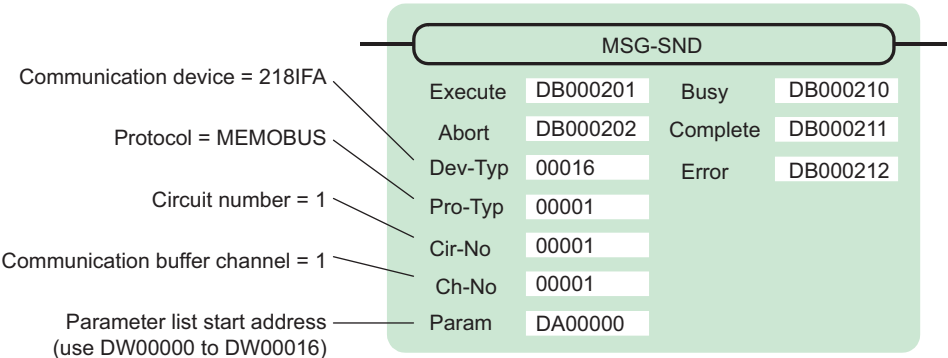 MSG-SND
Communication device = 218IFA
Protocol = MEMOBUS
Circuit number = 1
Communication buffer channel = 1
Parameter list start address
(use DW00000 to DW00016)
Execute DB000201 Busy DB000210
Abort DB000202 Complete DB000211
Dev-Typ 00016 Error DB000212
Pro-Typ 00001
Cir-No 00001
Ch-No 00001
Param DA00000